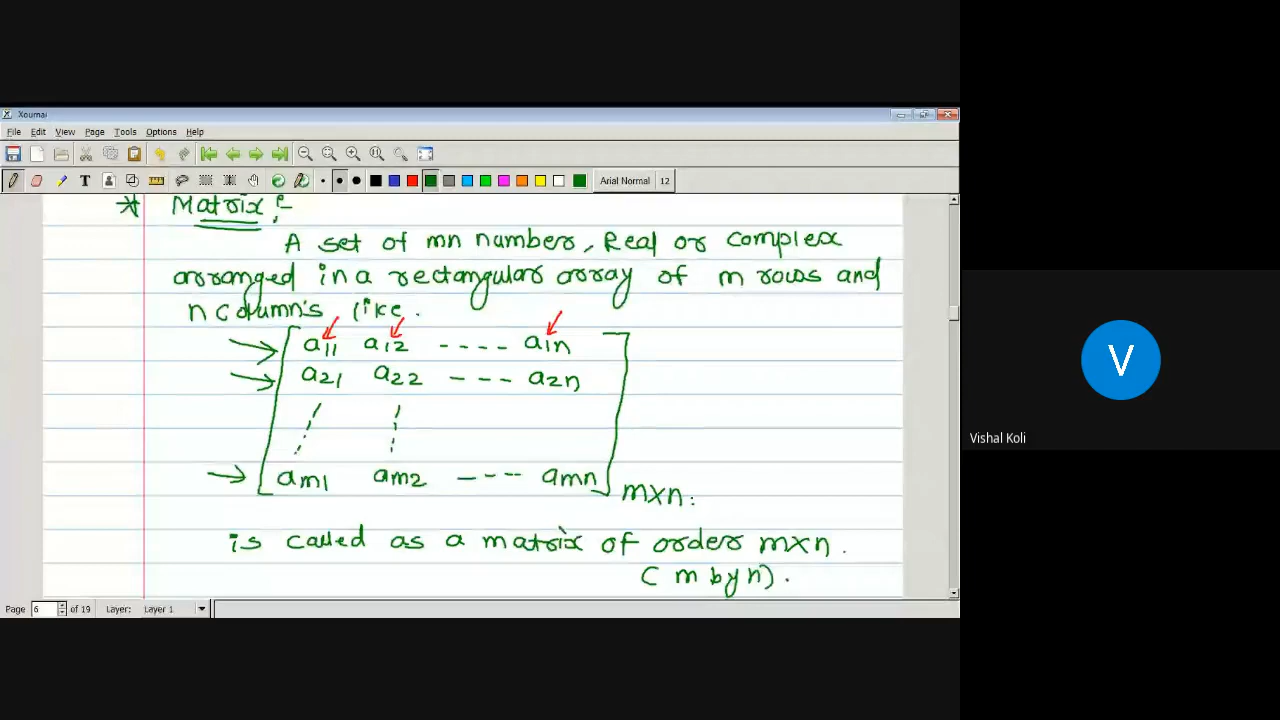 Xournal
File Edit View Page Tools Options Help
T Arial Normal 12
* Matrix :-
A set of mn numbers, Real or complex
arranged in a rectangular array of m rows and
n column's like.
a11 a12 ---- a1n
a21 a22 --- a2n
am1 am2 ---- amn
mxn.
is called as a matrix of order mxn.
( m by n).
Page 6 of 19 Layer: Layer 1
V
Vishal Koli